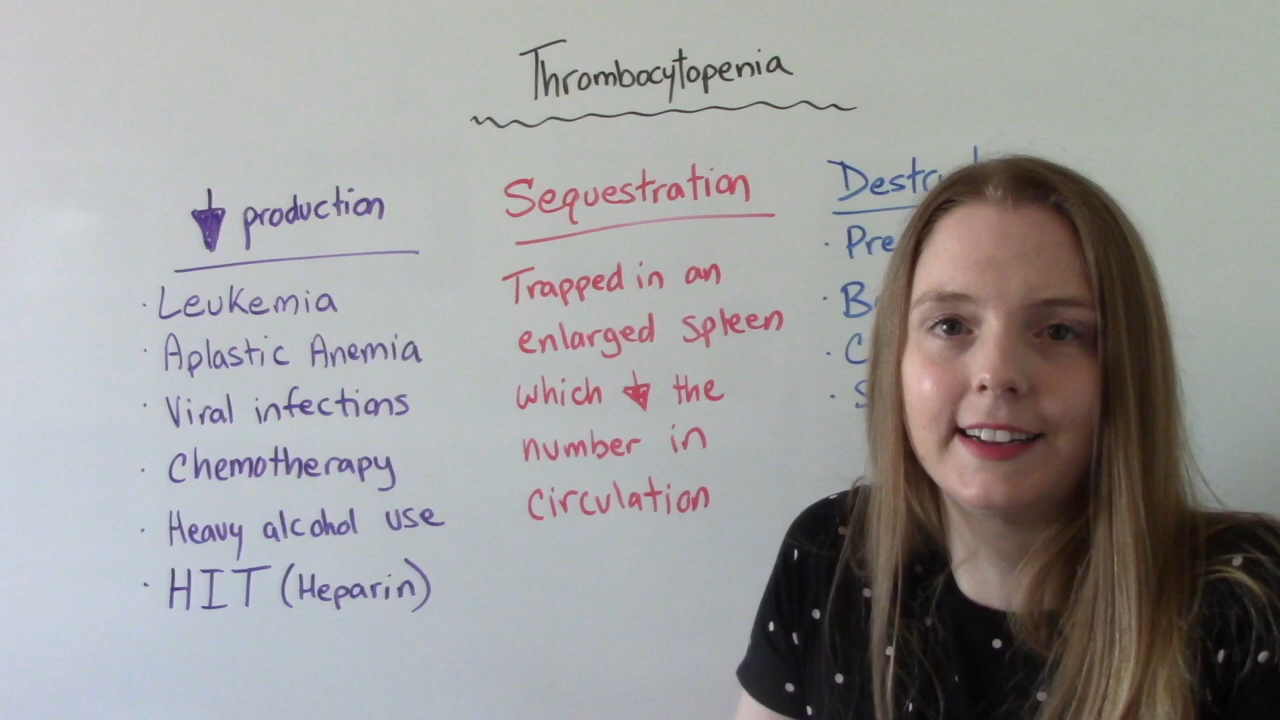 Thrombocytopenia
↓ production
· Leukemia
· Aplastic Anemia
· Viral infections
· Chemotherapy
· Heavy alcohol use
· HIT (Heparin)
Sequestration
Trapped in an
enlarged spleen
which ↓ the
number in
circulation